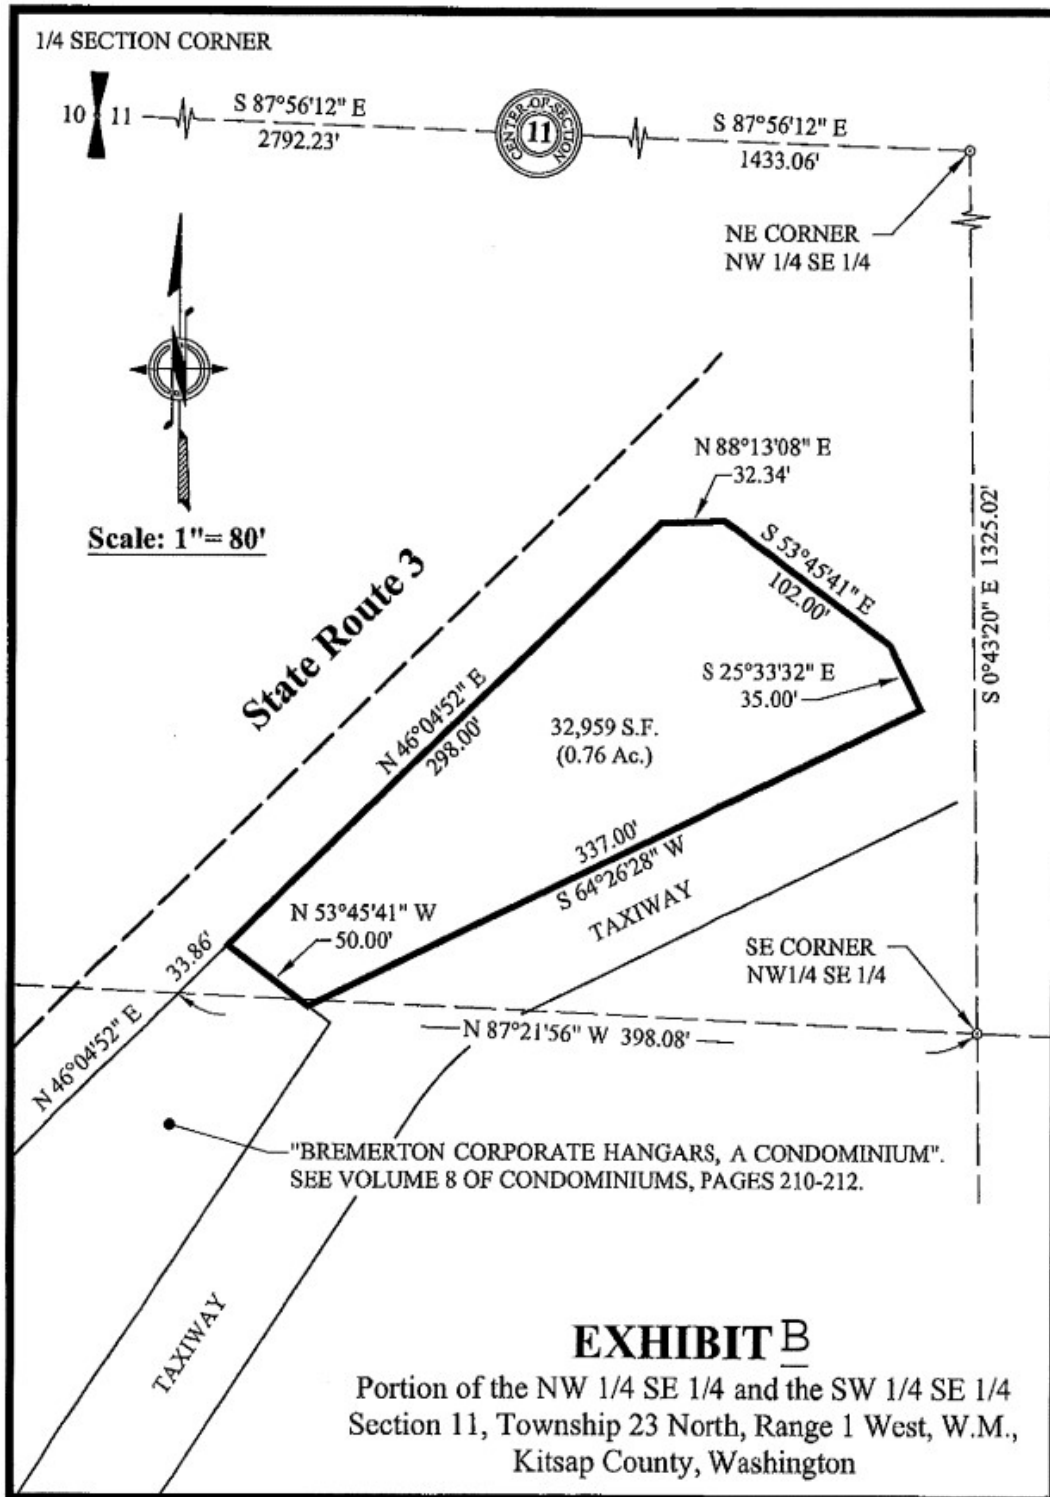 1/4 SECTION CORNER
10 11
S 87°56'12" E
2792.23'
CENTER-OF-SECTION
11
S 87°56'12" E
1433.06'
NE CORNER
NW 1/4 SE 1/4
Scale: 1"= 80'
State Route 3
N 88°13'08" E
32.34'
S 53°45'41" E
102.00'
S 0°43'20" E 1325.02'
S 25°33'32" E
35.00'
N 46°04'52" E
298.00'
32,959 S.F.
(0.76 Ac.)
337.00'
S 64°26'28" W
TAXIWAY
N 53°45'41" W
50.00'
33.86'
N 46°04'52" E
SE CORNER
NW1/4 SE 1/4
N 87°21'56" W 398.08'
"BREMERTON CORPORATE HANGARS, A CONDOMINIUM".
SEE VOLUME 8 OF CONDOMINIUMS, PAGES 210-212.
TAXIWAY
EXHIBIT B
Portion of the NW 1/4 SE 1/4 and the SW 1/4 SE 1/4
Section 11, Township 23 North, Range 1 West, W.M.,
Kitsap County, Washington